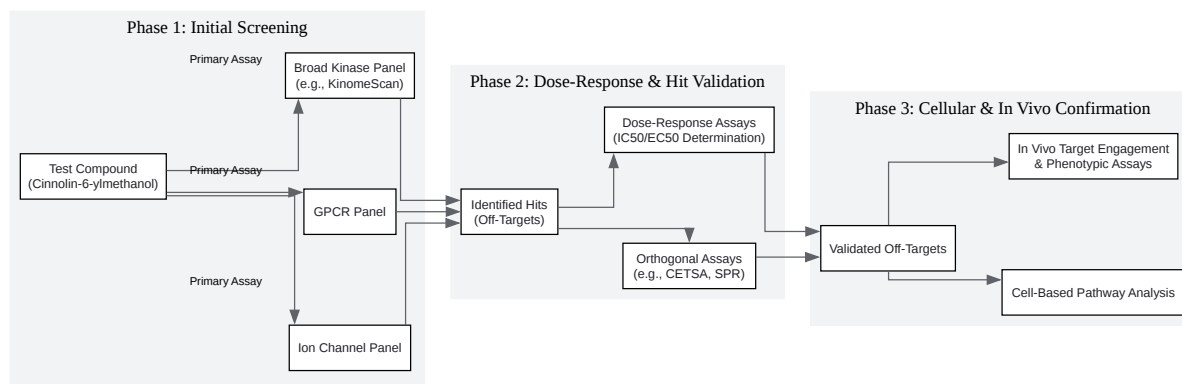 Phase 1: Initial Screening
Primary Assay
Broad Kinase Panel
(e.g., KinomeScan)
Test Compound
(Cinnolin-6-ylmethanol)
Primary Assay
GPCR Panel
Primary Assay
Ion Channel Panel
Phase 2: Dose-Response & Hit Validation
Identified Hits
(Off-Targets)
Dose-Response Assays
(IC50/EC50 Determination)
Orthogonal Assays
(e.g., CETSA, SPR)
Phase 3: Cellular & In Vivo Confirmation
Validated Off-Targets
In Vivo Target Engagement
& Phenotypic Assays
Cell-Based Pathway Analysis